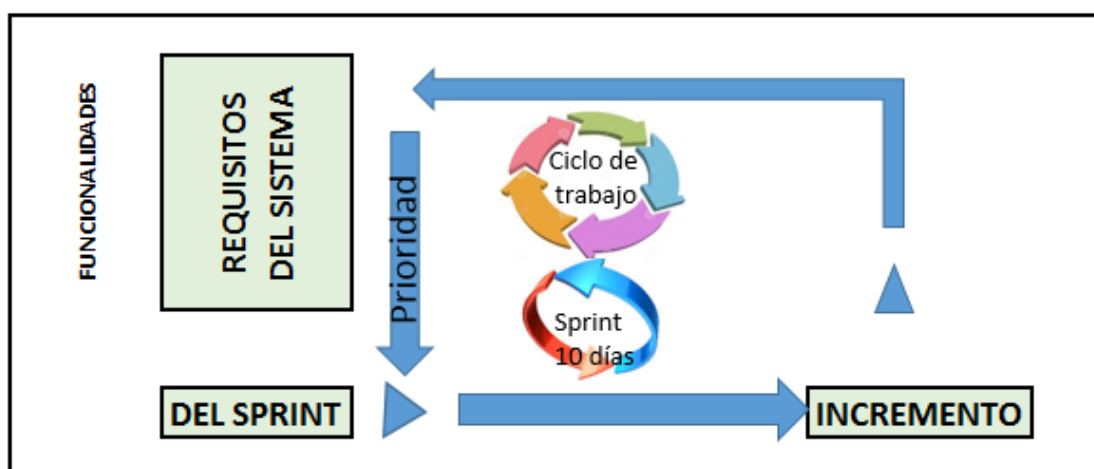 FUNCIONALIDADES
REQUISITOS
DEL SISTEMA
Prioridad
Ciclo de
trabajo
Sprint
10 días
DEL SPRINT
INCREMENTO